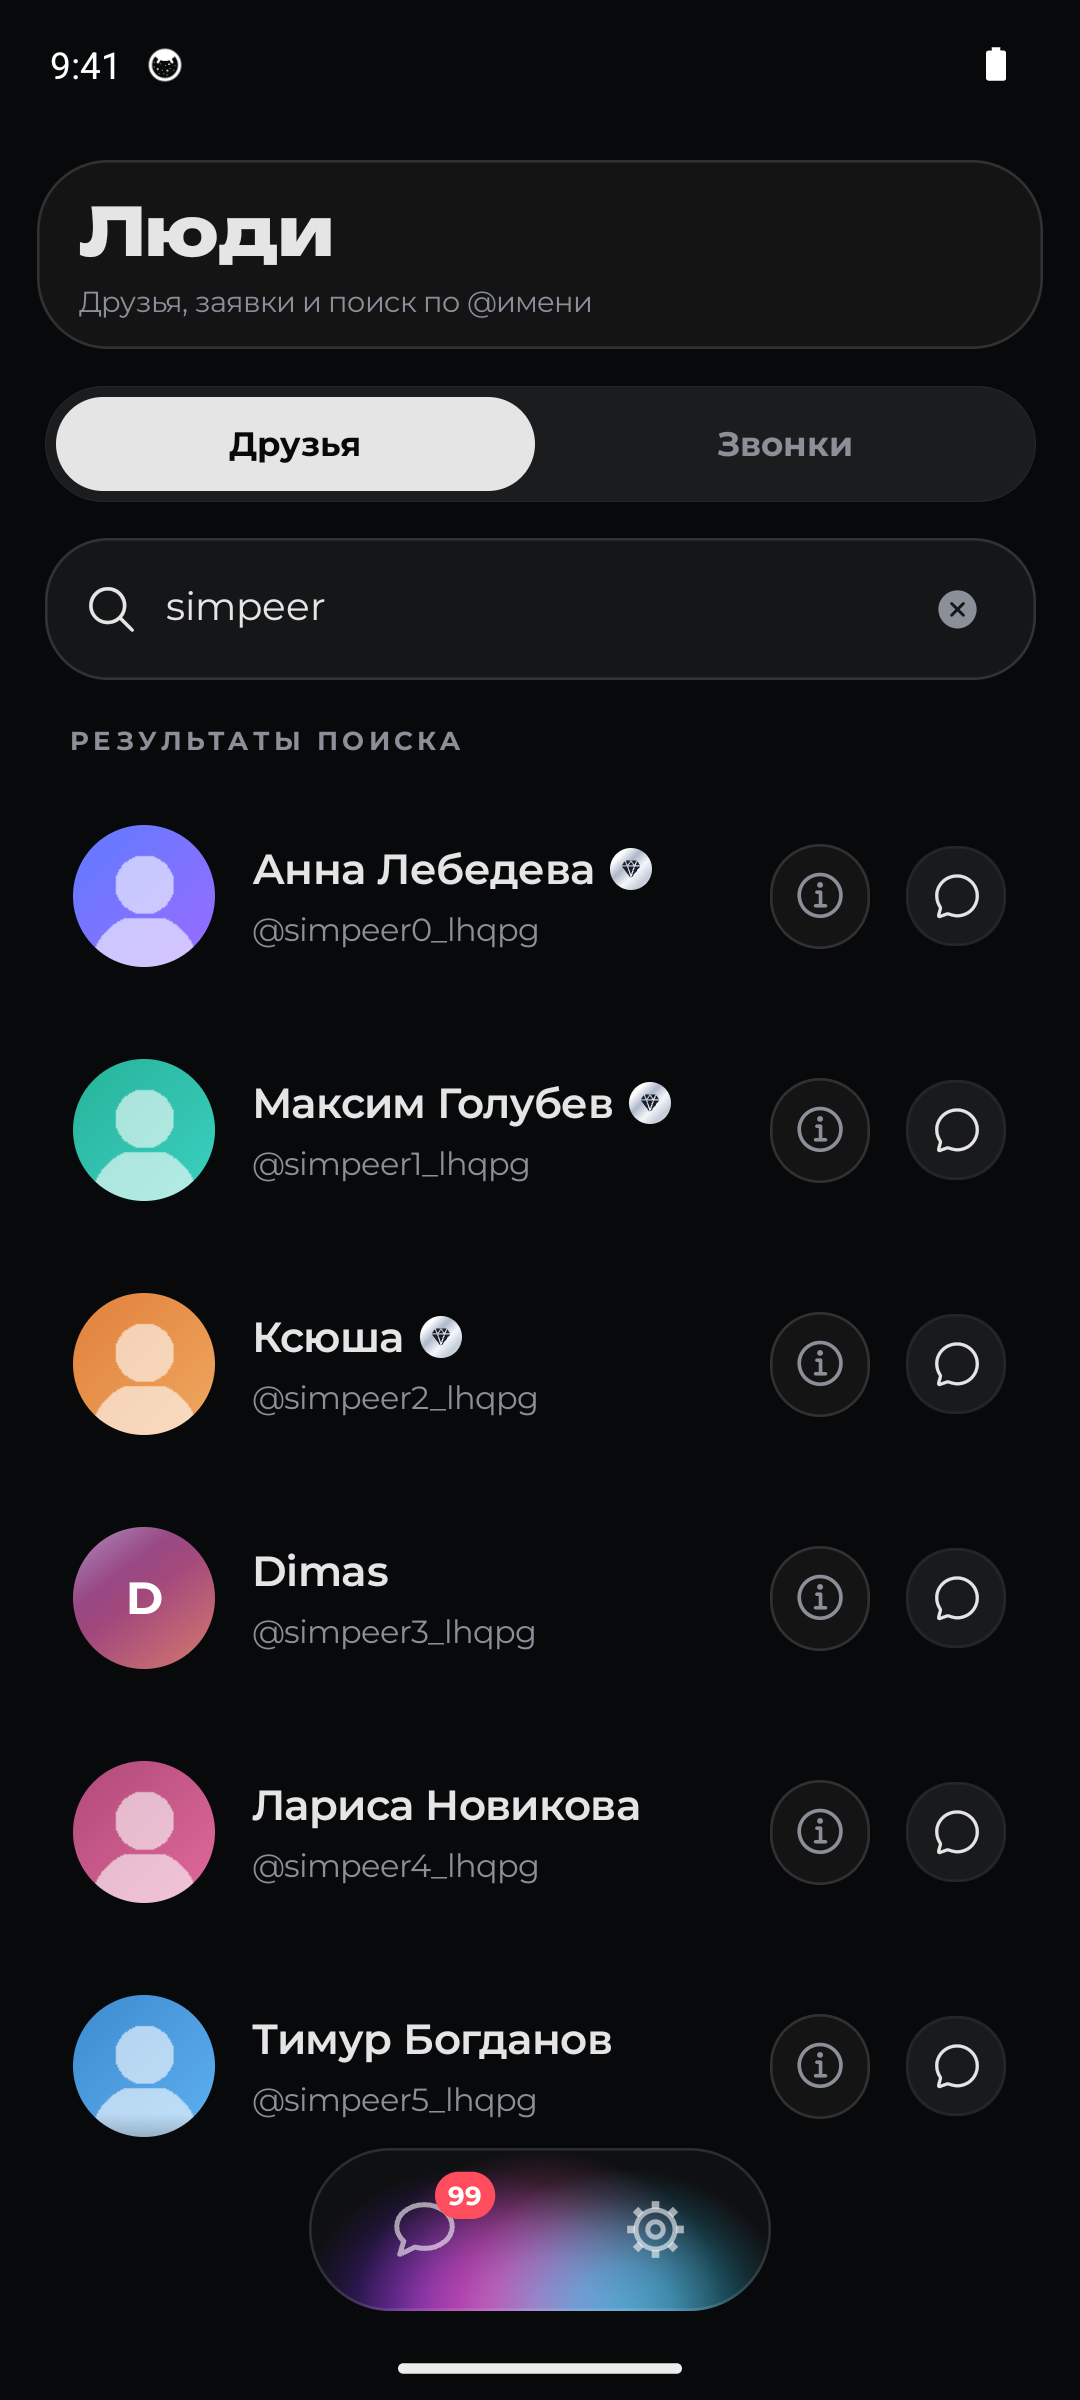 9:41
Люди
Друзья, заявки и поиск по @имени
Друзья
Звонки
simpeer
РЕЗУЛЬТАТЫ ПОИСКА
Анна Лебедева
@simpeer0_lhqpg
Максим Голубев
@simpeer1_lhqpg
Ксюша
@simpeer2_lhqpg
D
Dimas
@simpeer3_lhqpg
Лариса Новикова
@simpeer4_lhqpg
Тимур Богданов
@simpeer5_lhqpg
99